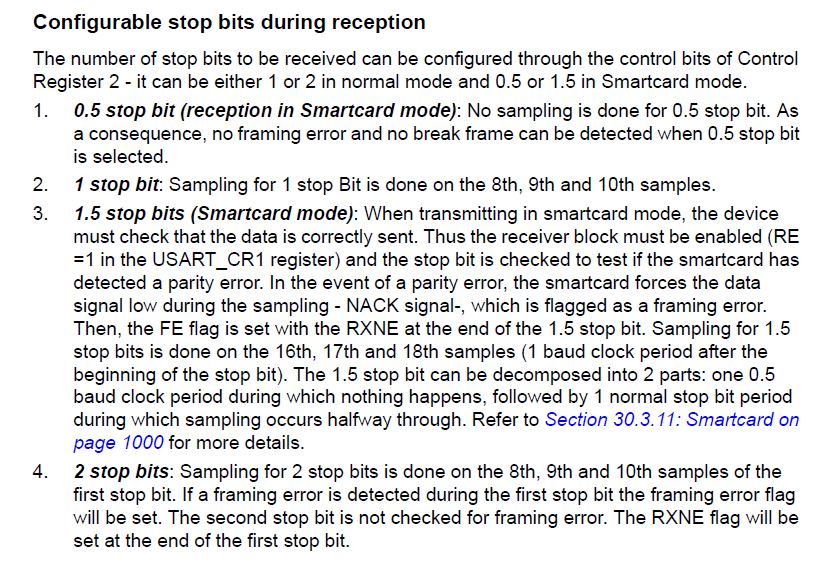 Configurable stop bits during reception
The number of stop bits to be received can be configured through the control bits of Control
Register 2 - it can be either 1 or 2 in normal mode and 0.5 or 1.5 in Smartcard mode.
1. 0.5 stop bit (reception in Smartcard mode): No sampling is done for 0.5 stop bit. As
a consequence, no framing error and no break frame can be detected when 0.5 stop bit
is selected.
2. 1 stop bit: Sampling for 1 stop Bit is done on the 8th, 9th and 10th samples.
3. 1.5 stop bits (Smartcard mode): When transmitting in smartcard mode, the device
must check that the data is correctly sent. Thus the receiver block must be enabled (RE
=1 in the USART_CR1 register) and the stop bit is checked to test if the smartcard has
detected a parity error. In the event of a parity error, the smartcard forces the data
signal low during the sampling - NACK signal-, which is flagged as a framing error.
Then, the FE flag is set with the RXNE at the end of the 1.5 stop bit. Sampling for 1.5
stop bits is done on the 16th, 17th and 18th samples (1 baud clock period after the
beginning of the stop bit). The 1.5 stop bit can be decomposed into 2 parts: one 0.5
baud clock period during which nothing happens, followed by 1 normal stop bit period
during which sampling occurs halfway through. Refer to Section 30.3.11: Smartcard on
page 1000 for more details.
4. 2 stop bits: Sampling for 2 stop bits is done on the 8th, 9th and 10th samples of the
first stop bit. If a framing error is detected during the first stop bit the framing error flag
will be set. The second stop bit is not checked for framing error. The RXNE flag will be
set at the end of the first stop bit.